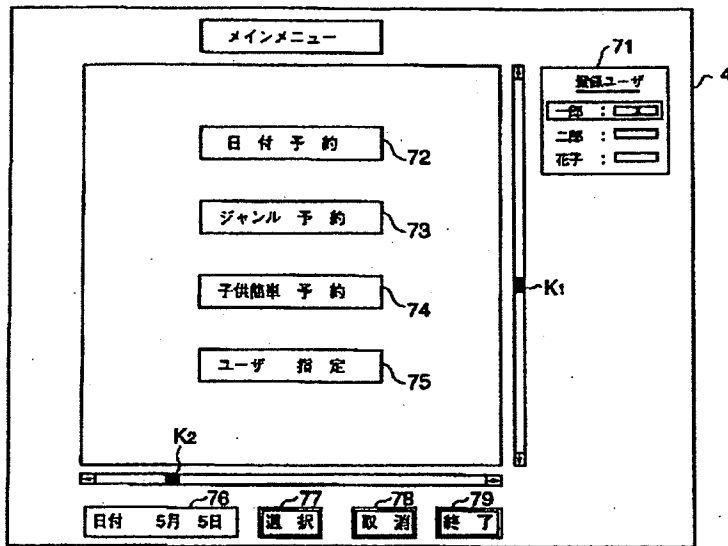 メインメニュー
71
登録ユーザ
4
一郎 :
二郎 :
花子 :
日 付 予 約
72
ジャンル 予 約
73
子供簡単 予 約
74
K1
ユーザ 指 定
75
K2
76
77
78
79
日付 5月 5日
選 択
取 消
終 了